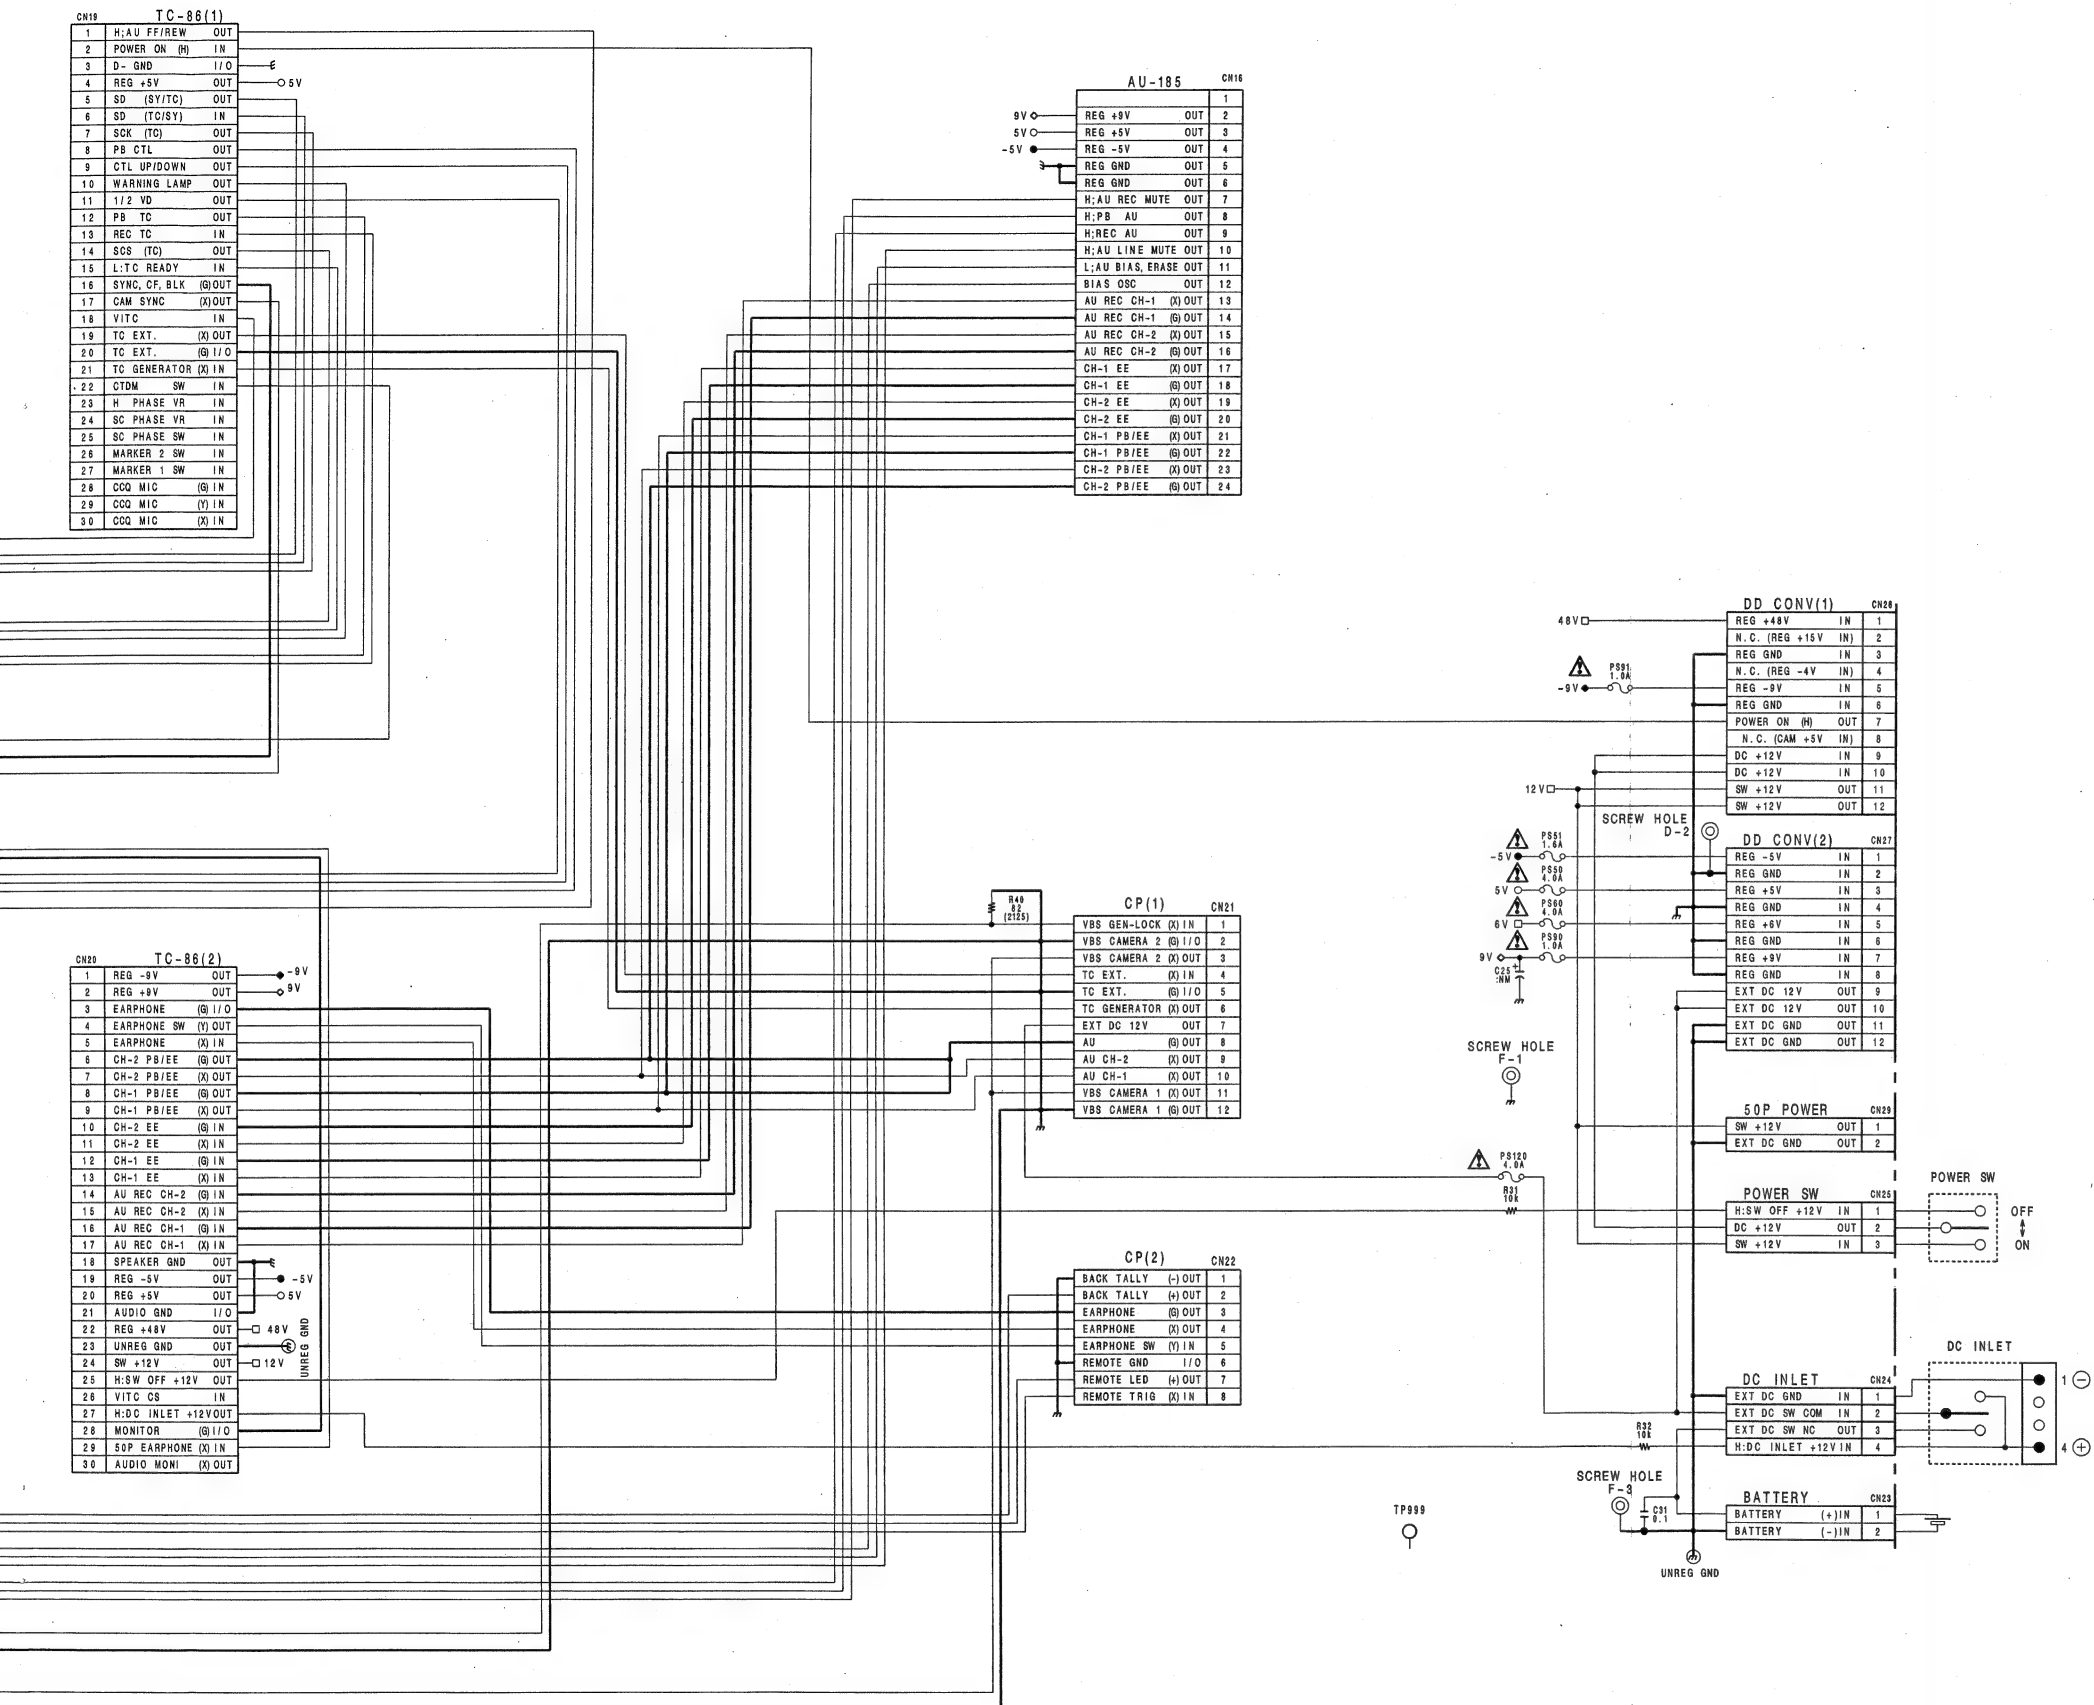 CN19 TC-86(1)
1 H;AU FF/REW OUT
2 POWER ON (H) IN
3 D- GND I/O
4 REG +5V OUT 5V
5 SD (SY/TC) OUT
6 SD (TC/SY) IN
7 SCK (TC) OUT
8 PB CTL OUT
9 CTL UP/DOWN OUT
10 WARNING LAMP OUT
11 1/2 VD OUT
12 PB TC OUT
13 REC TC IN
14 SCS (TC) OUT
15 L:TC READY IN
16 SYNC, CF, BLK (G)OUT
17 CAM SYNC (X)OUT
18 VITC IN
19 TC EXT. (X)OUT
20 TC EXT. (G)I/O
21 TC GENERATOR (X)IN
22 CTDM SW IN
23 H PHASE VR IN
24 SC PHASE VR IN
25 SC PHASE SW IN
26 MARKER 2 SW IN
27 MARKER 1 SW IN
28 CCQ MIC (G)IN
29 CCQ MIC (Y)IN
30 CCQ MIC (X)IN
AU-185 CN16
1
9V REG +9V OUT 2
5V REG +5V OUT 3
-5V REG -5V OUT 4
REG GND OUT 5
REG GND OUT 6
H;AU REC MUTE OUT 7
H;PB AU OUT 8
H;REC AU OUT 9
H;AU LINE MUTE OUT 10
L;AU BIAS, ERASE OUT 11
BIAS OSC OUT 12
AU REC CH-1 (X)OUT 13
AU REC CH-1 (G)OUT 14
AU REC CH-2 (X)OUT 15
AU REC CH-2 (G)OUT 16
CH-1 EE (X)OUT 17
CH-1 EE (G)OUT 18
CH-2 EE (X)OUT 19
CH-2 EE (G)OUT 20
CH-1 PB/EE (X)OUT 21
CH-1 PB/EE (G)OUT 22
CH-2 PB/EE (X)OUT 23
CH-2 PB/EE (G)OUT 24
DD CONV(1) CN28
48V REG +48V IN 1
N.C. (REG +15V IN) 2
REG GND IN 3
N.C. (REG -4V IN) 4
PS91
1.0A
-9V REG -9V IN 5
REG GND IN 6
POWER ON (H) OUT 7
N.C. (CAM +5V IN) 8
DC +12V IN 9
DC +12V IN 10
12V SW +12V OUT 11
SW +12V OUT 12
SCREW HOLE
D-2
DD CONV(2) CN27
PS51
1.6A
-5V REG -5V IN 1
REG GND IN 2
PS50
4.0A
5V REG +5V IN 3
REG GND IN 4
PS60
4.0A
6V REG +6V IN 5
REG GND IN 6
PS90
1.0A
9V REG +9V IN 7
C25
:NM
REG GND IN 8
EXT DC 12V OUT 9
EXT DC 12V OUT 10
EXT DC GND OUT 11
EXT DC GND OUT 12
SCREW HOLE
F-1
R40
82
(2125)
CP(1) CN21
VBS GEN-LOCK (X)IN 1
VBS CAMERA 2 (G)I/O 2
VBS CAMERA 2 (X)OUT 3
TC EXT. (X)IN 4
TC EXT. (G)I/O 5
TC GENERATOR (X)OUT 6
EXT DC 12V OUT 7
AU (G)OUT 8
AU CH-2 (X)OUT 9
AU CH-1 (X)OUT 10
VBS CAMERA 1 (X)OUT 11
VBS CAMERA 1 (G)OUT 12
CN20 TC-86(2)
1 REG -9V OUT -9V
2 REG +9V OUT 9V
3 EARPHONE (G)I/O
4 EARPHONE SW (Y)OUT
5 EARPHONE (X)IN
6 CH-2 PB/EE (G)OUT
7 CH-2 PB/EE (X)OUT
8 CH-1 PB/EE (G)OUT
9 CH-1 PB/EE (X)OUT
10 CH-2 EE (G)IN
11 CH-2 EE (X)IN
12 CH-1 EE (G)IN
13 CH-1 EE (X)IN
14 AU REC CH-2 (G)IN
15 AU REC CH-2 (X)IN
16 AU REC CH-1 (G)IN
17 AU REC CH-1 (X)IN
18 SPEAKER GND OUT
19 REG -5V OUT -5V
20 REG +5V OUT 5V
21 AUDIO GND I/O
22 REG +48V OUT 48V
23 UNREG GND OUT
UNREG GND
24 SW +12V OUT 12V
25 H:SW OFF +12V OUT
26 VITC CS IN
27 H:DC INLET +12VOUT
28 MONITOR (G)I/O
29 50P EARPHONE (X)IN
30 AUDIO MONI (X)OUT
50P POWER CN29
SW +12V OUT 1
EXT DC GND OUT 2
PS120
4.0A
R31
10k
POWER SW CN25
H:SW OFF +12V IN 1
DC +12V OUT 2
SW +12V IN 3
POWER SW
OFF
ON
CP(2) CN22
BACK TALLY (-)OUT 1
BACK TALLY (+)OUT 2
EARPHONE (G)OUT 3
EARPHONE (X)OUT 4
EARPHONE SW (Y)IN 5
REMOTE GND I/O 6
REMOTE LED (+)OUT 7
REMOTE TRIG (X)IN 8
DC INLET CN24
EXT DC GND IN 1
EXT DC SW COM IN 2
EXT DC SW NC OUT 3
H:DC INLET +12V IN 4
R32
10k
DC INLET
1 −
4 +
SCREW HOLE
F-3
C31
0.1
BATTERY CN23
BATTERY (+)IN 1
BATTERY (-)IN 2
UNREG GND
TP999